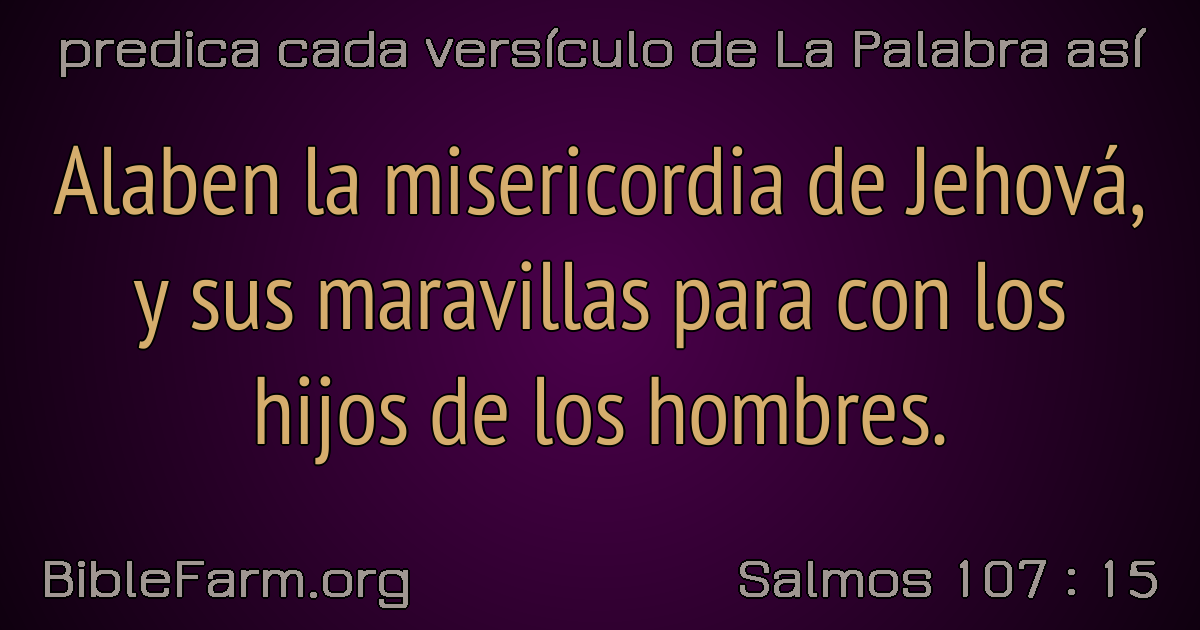 predica cada versículo de La Palabra así
Alaben la misericordia de Jehová,
y sus maravillas para con los
hijos de los hombres.
BibleFarm.org
Salmos 107 : 15